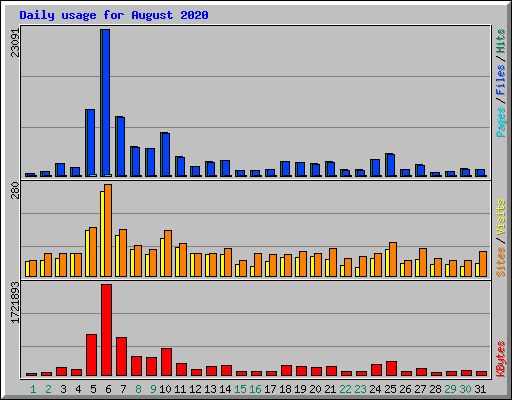 Daily usage for August 2020
23091
Pages / Files / Hits
280
Sites / Visits
1721893
KBytes
1 2 3 4 5 6 7 8 9 10 11 12 13 14 15 16 17 18 19 20 21 22 23 24 25 26 27 28 29 30 31